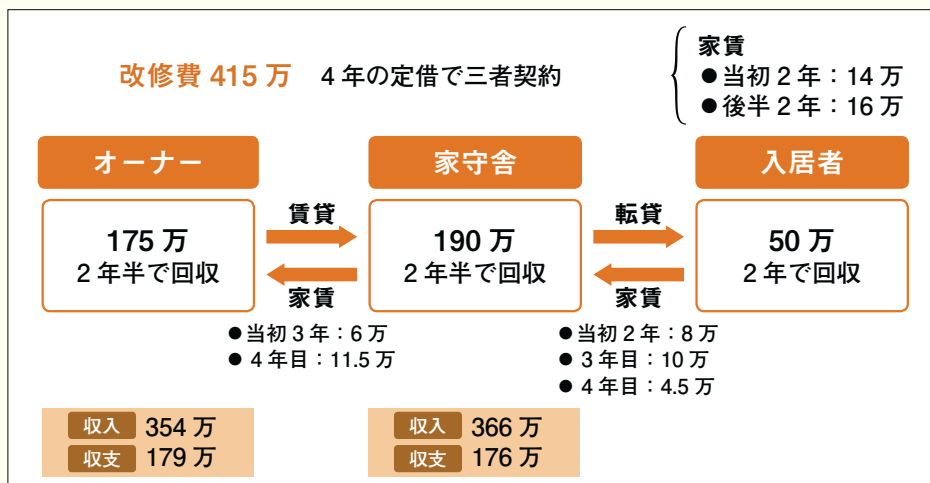 改修費 415 万　4 年の定借で三者契約
家賃
●当初 2 年：14 万
●後半 2 年：16 万
オーナー
家守舎
入居者
175 万
2 年半で回収
賃貸
家賃
190 万
2 年半で回収
転貸
家賃
50 万
2 年で回収
●当初 3 年：6 万
● 4 年目：11.5 万
●当初 2 年：8 万
● 3 年目：10 万
● 4 年目：4.5 万
収入 354 万
収支 179 万
収入 366 万
収支 176 万